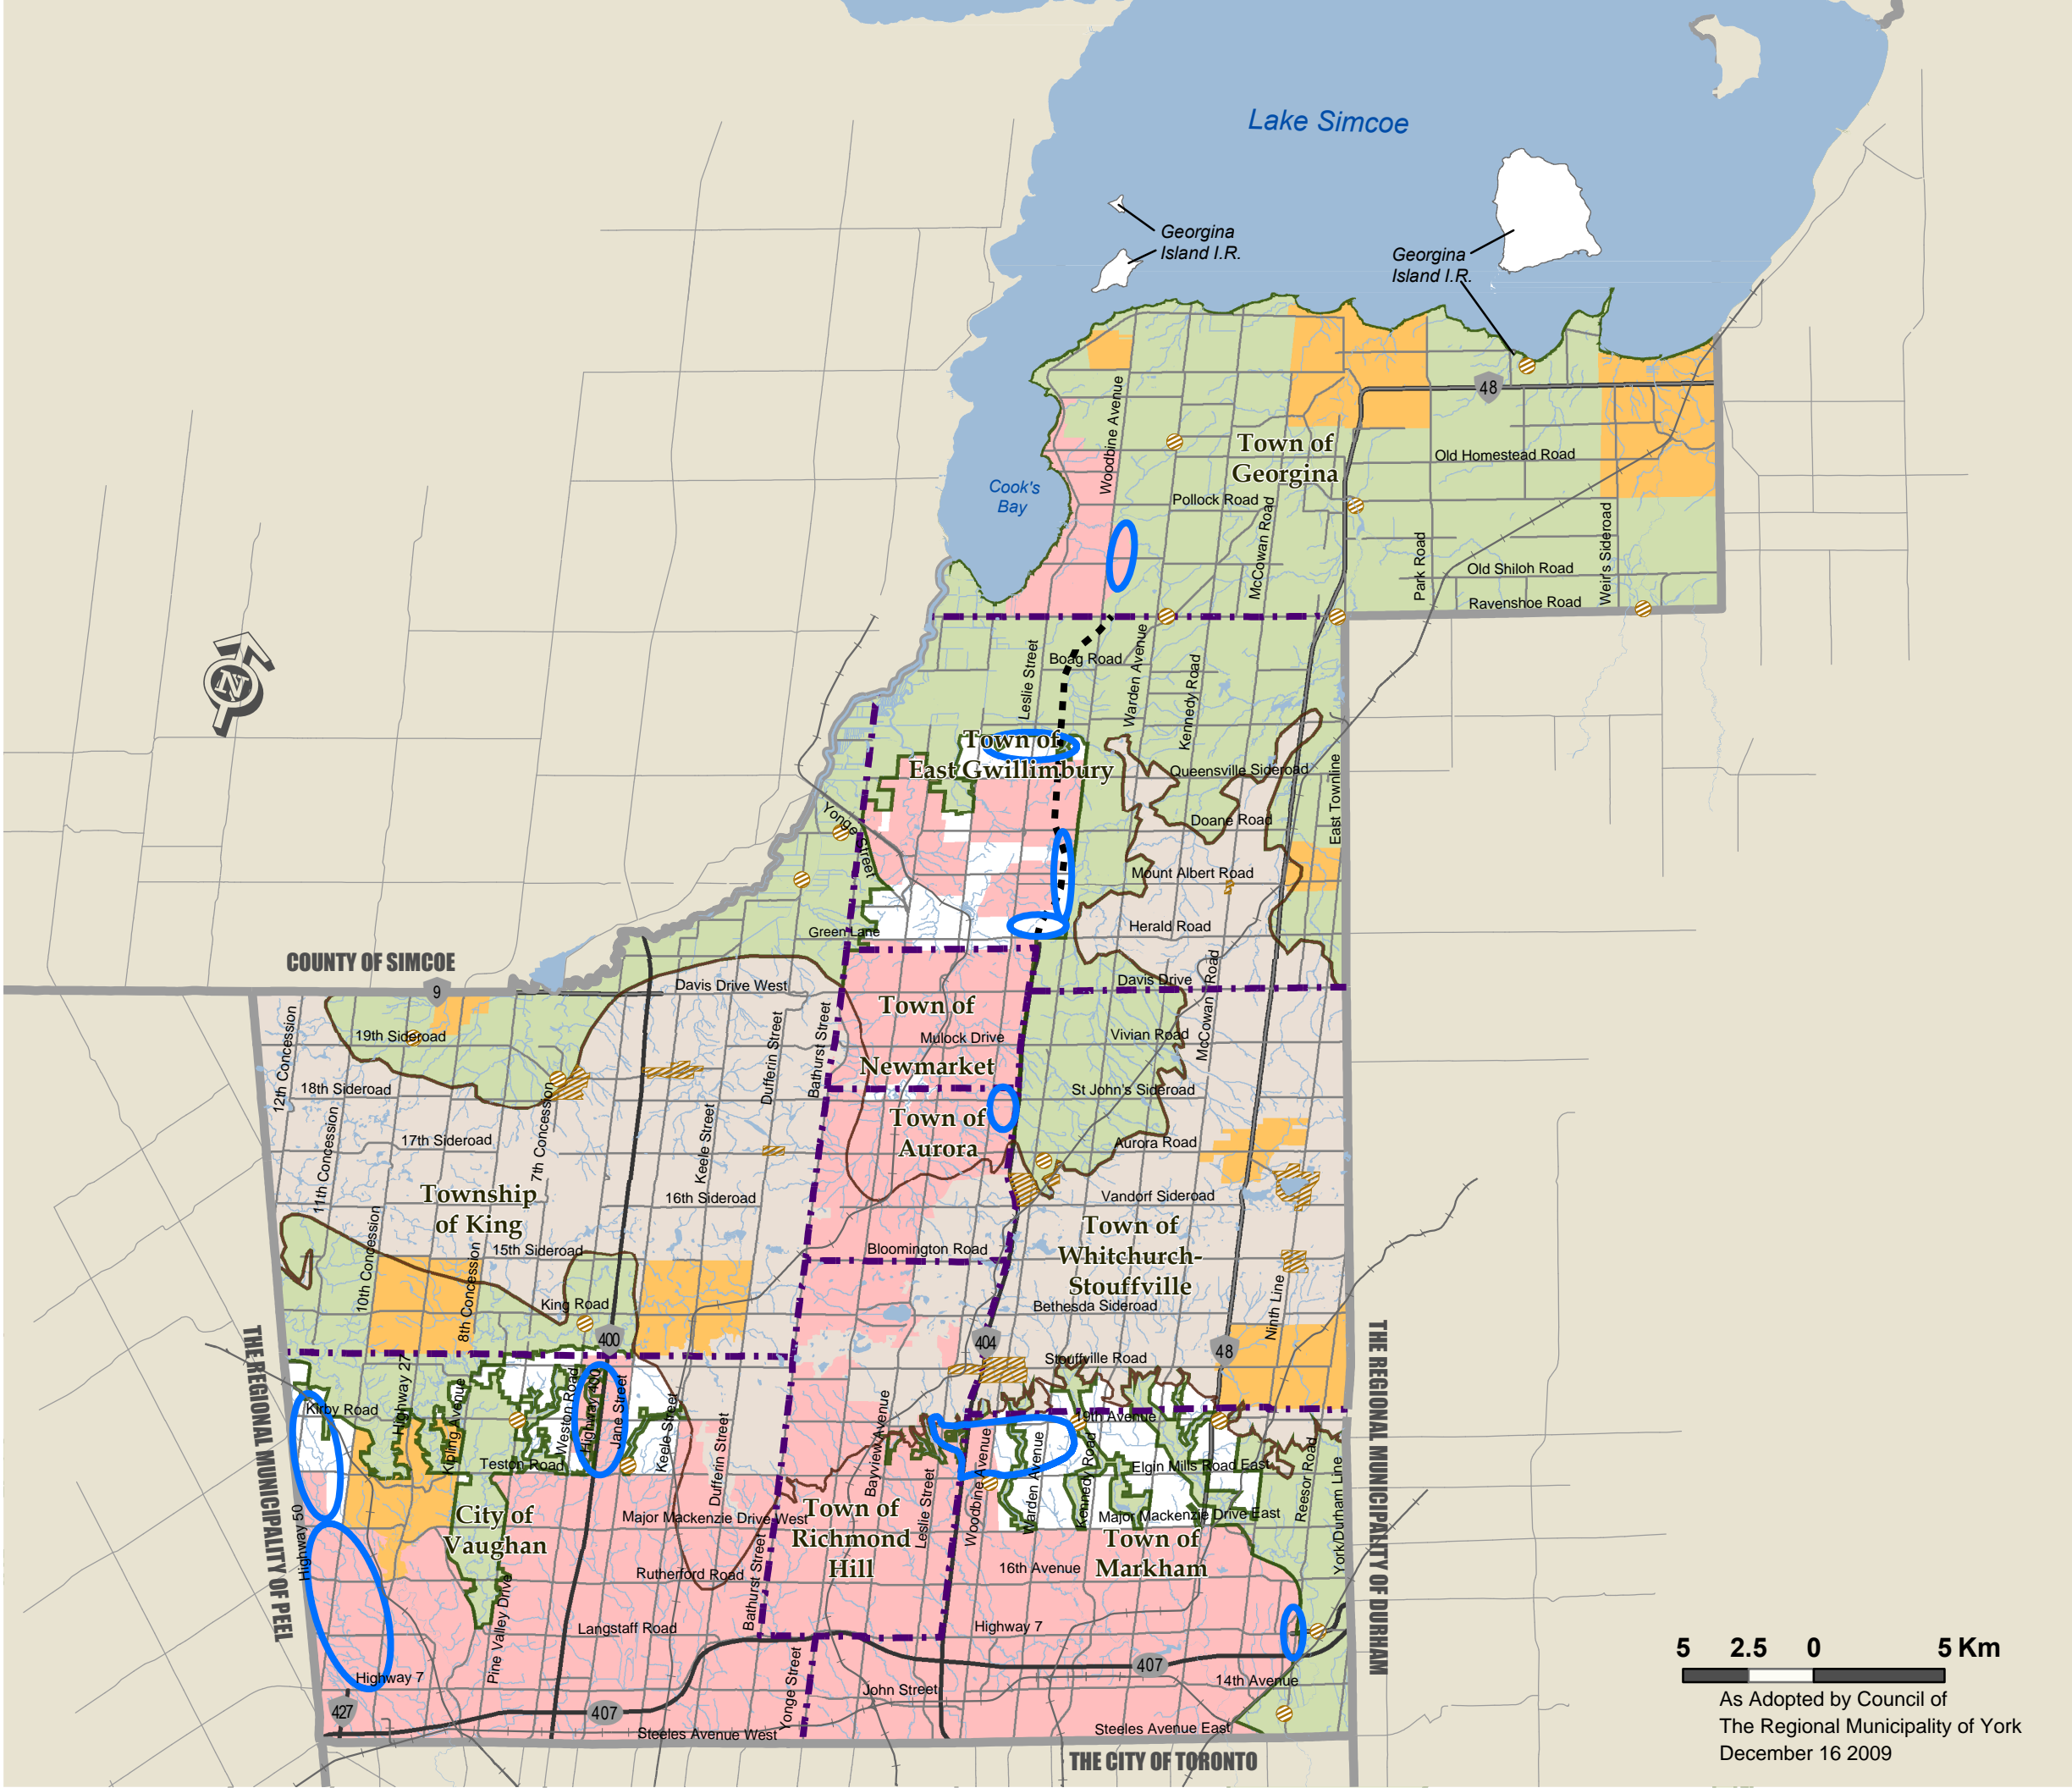 Lake Simcoe
Georgina
Island I.R.
Georgina
Island I.R.
48
Woodbine Avenue
Town of
Georgina
Old Homestead Road
Cook's
Bay
Pollock Road
McCowan Road
Park Road
Weir's Sideroad
Old Shiloh Road
Ravenshoe Road
N
Leslie Street
Boag Road
Warden Avenue
Kennedy Road
Town of
East Gwillimbury
Queensville Sideroad
East Townline
Yonge Street
Doane Road
Mount Albert Road
Herald Road
Green Lane
COUNTY OF SIMCOE
9
Davis Drive West
Davis Drive
McCowan Road
12th Concession
19th Sideroad
Dufferin Street
Bathurst Street
Town of
Newmarket
Mulock Drive
Vivian Road
18th Sideroad
St John's Sideroad
11th Concession
17th Sideroad
7th Concession
Keele Street
Town of
Aurora
Aurora Road
Township
of King
16th Sideroad
Vandorf Sideroad
Town of
Whitchurch-
Stouffville
10th Concession
15th Sideroad
8th Concession
Bloomington Road
King Road
Bethesda Sideroad
Ninth Line
400
404
48
Stouffville Road
THE REGIONAL MUNICIPALITY OF PEEL
THE REGIONAL MUNICIPALITY OF DURHAM
Kirby Road
Highway 27
Kipling Avenue
Weston Road
Highway 400
Jane Street
Keele Street
Dufferin Street
Bayview Avenue
19th Avenue
Teston Road
Leslie Street
Woodbine Avenue
Warden Avenue
Kennedy Road
Elgin Mills Road East
Reesor Road
York/Durham Line
Highway 50
City of
Vaughan
Major Mackenzie Drive West
Town of
Richmond
Hill
Major Mackenzie Drive East
Town of
Markham
Rutherford Road
Bathurst Street
16th Avenue
Pine Valley Drive
Langstaff Road
Highway 7
Highway 7
Yonge Street
407
14th Avenue
427
407
John Street
Steeles Avenue West
Steeles Avenue East
THE CITY OF TORONTO
5 2.5 0 5 Km
As Adopted by Council of
The Regional Municipality of York
December 16 2009